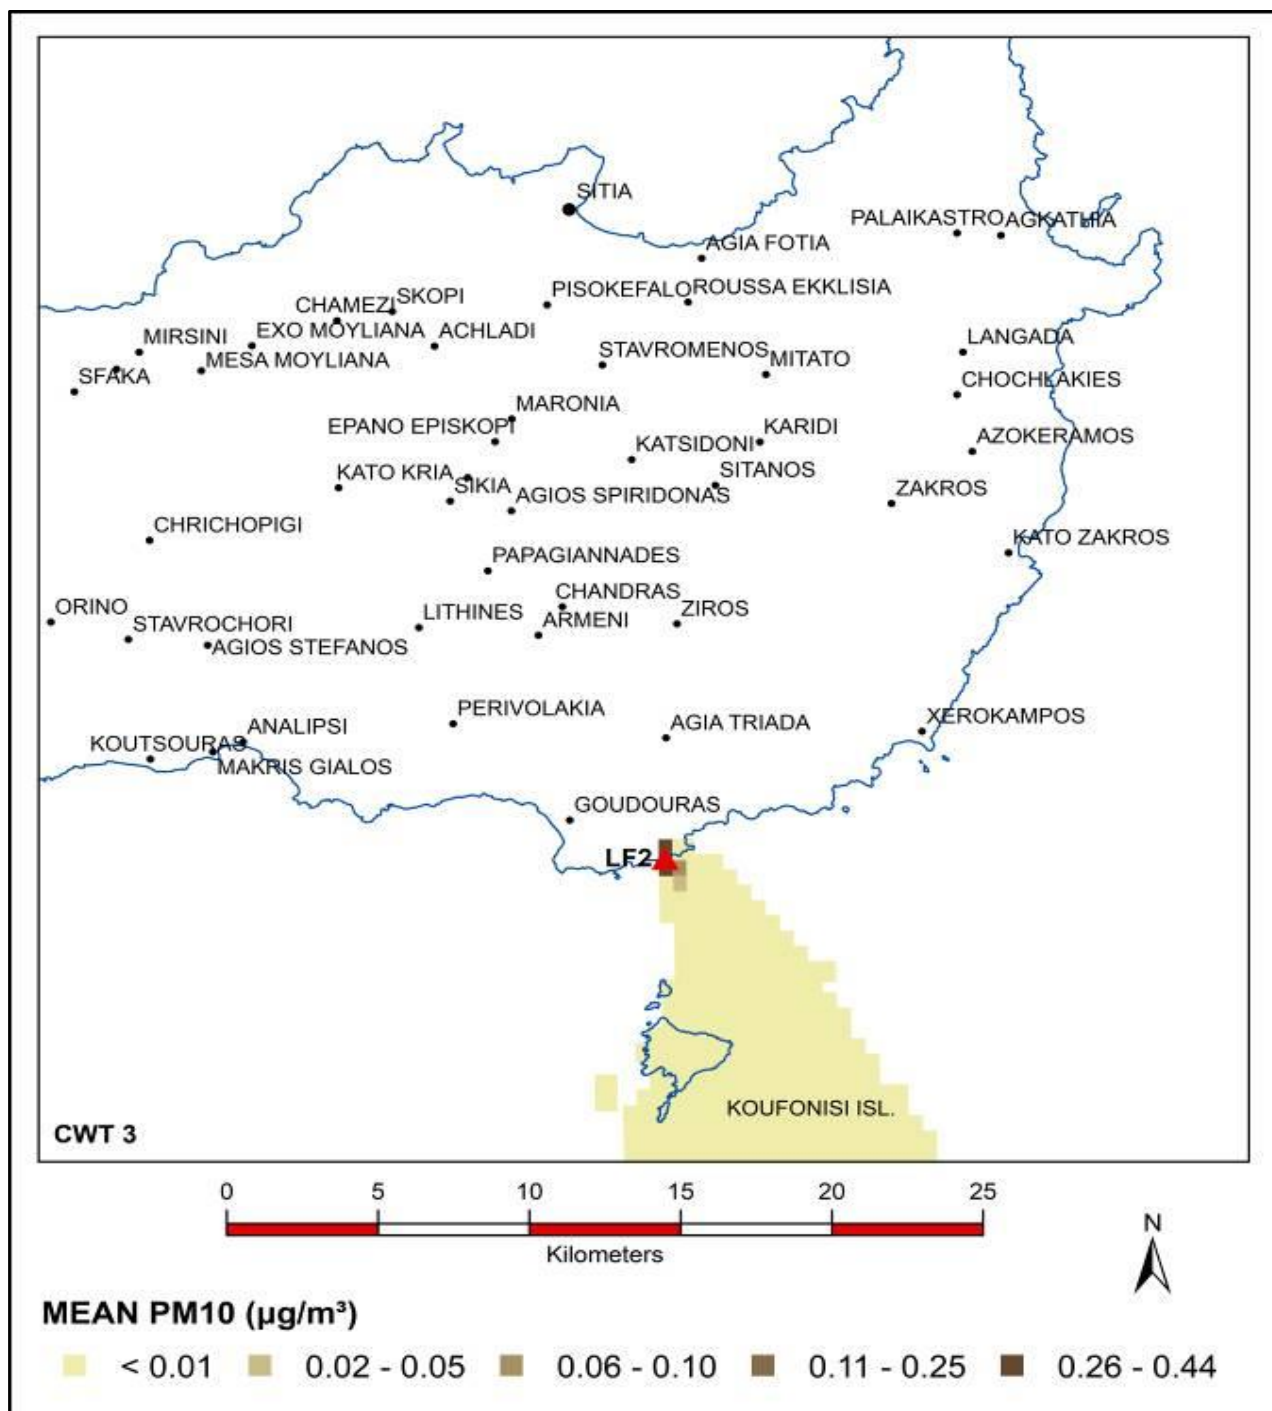 SITIA
PALAIKASTRO
AGKATHIA
AGIA FOTIA
PISOKEFALO
ROUSSA EKKLISIA
SKOPI
CHAMEZI
EXO MOYLIANA
ACHLADI
MIRSINI
MESA MOYLIANA
SFAKA
STAVROMENOS
MITATO
LANGADA
CHOCHLAKIES
MARONIA
EPANO EPISKOPI
KARIDI
KATSIDONI
AZOKERAMOS
KATO KRIA
SIKIA
SITANOS
AGIOS SPIRIDONAS
ZAKROS
CHRICHOPIGI
KATO ZAKROS
PAPAGIANNADES
CHANDRAS
ORINO
STAVROCHORI
LITHINES
ARMENI
ZIROS
AGIOS STEFANOS
PERIVOLAKIA
AGIA TRIADA
XEROKAMPOS
ANALIPSI
KOUTSOURAS
MAKRIS GIALOS
GOUDOURAS
LF2
KOUFONISI ISL.
CWT 3
0 5 10 15 20 25
Kilometers
N
MEAN PM10 (µg/m³)
< 0.01 0.02 - 0.05 0.06 - 0.10 0.11 - 0.25 0.26 - 0.44